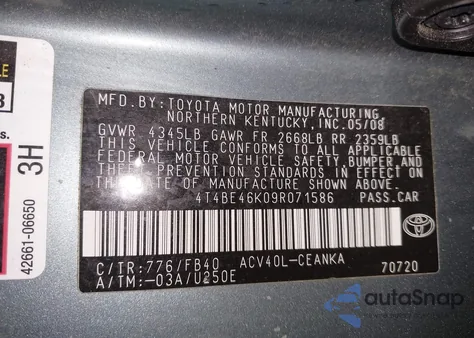 MFD.BY:TOYOTA MOTOR MANUFACTURING
NORTHERN KENTUCKY,INC.05/08
GVWR 4345LB GAWR FR 2668LB RR 2359LB
THIS VEHICLE CONFORMS TO ALL APPLICABLE
FEDERAL MOTOR VEHICLE SAFETY,BUMPER,AND
THEFT PREVENTION STANDARDS IN EFFECT ON
THE DATE OF MANUFACTURE SHOWN ABOVE.
4T4BE46K09R071586 PASS.CAR
C/TR:776/FB40 ACV40L-CEANKA
A/TM:-03A/U250E
70720
TOYOTA
3H
42661-06650
autoSnap